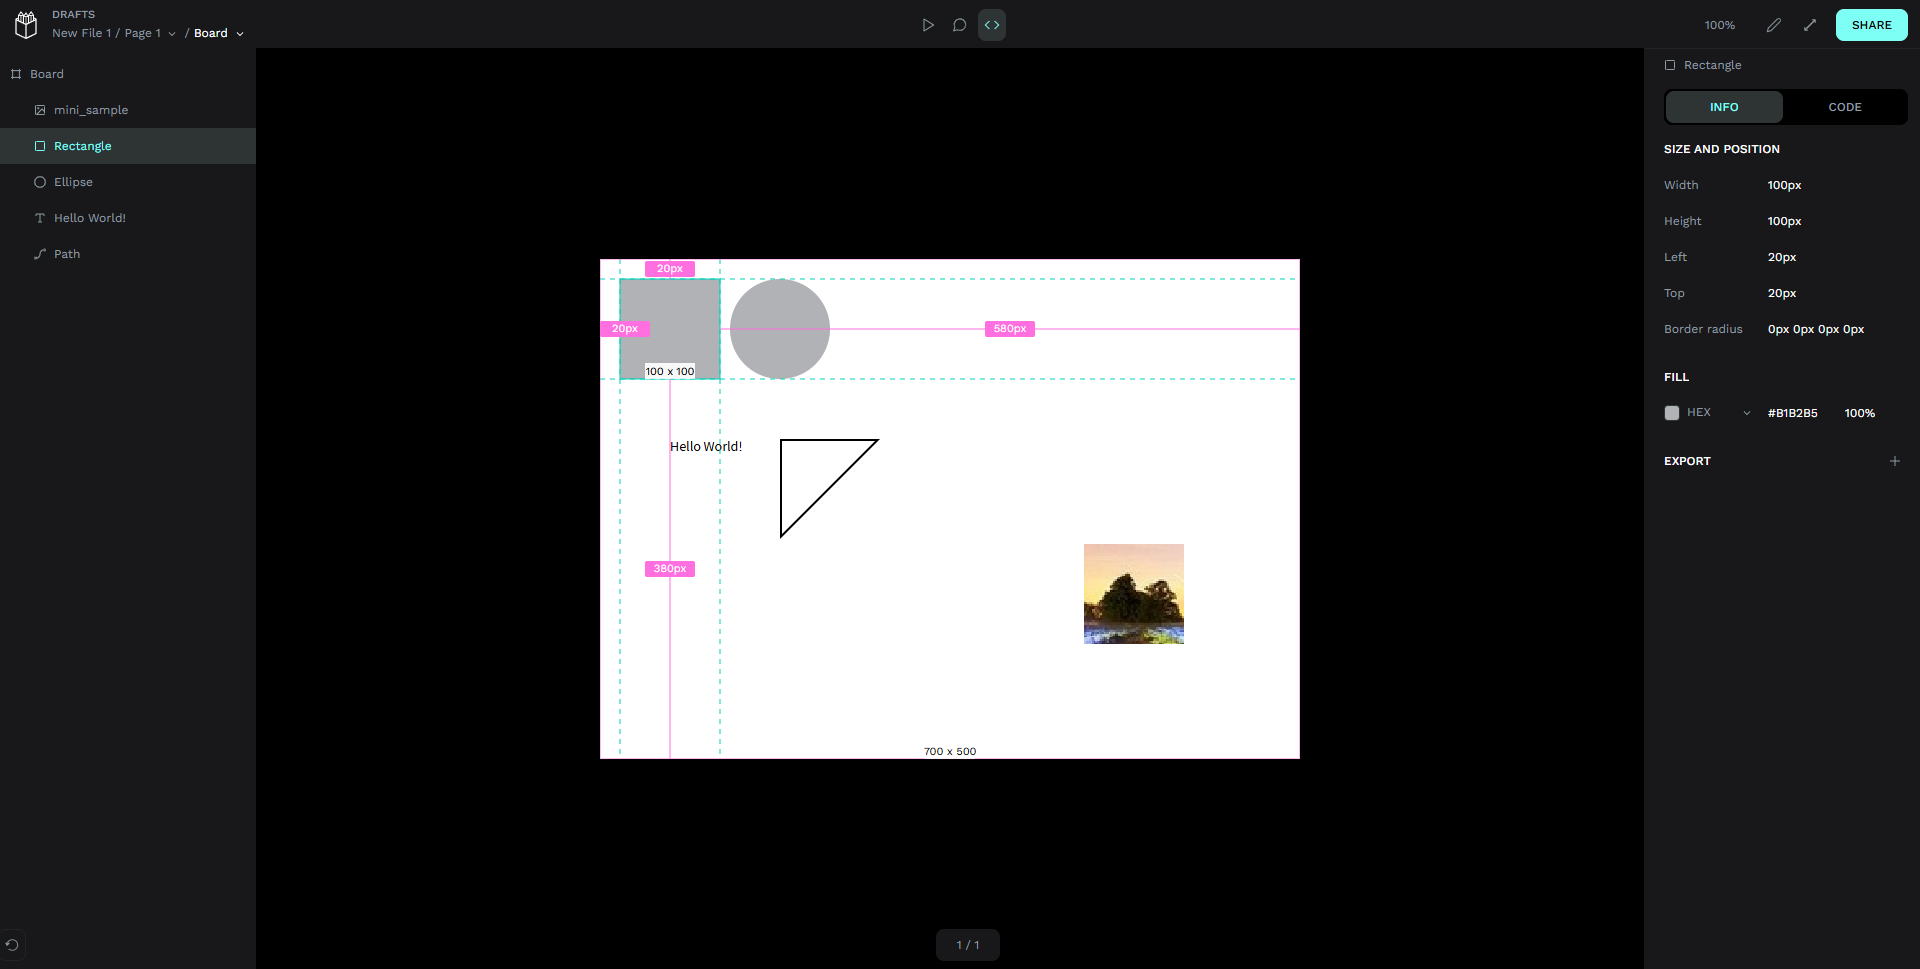 DRAFTS
New File 1 / Page 1 / Board
100%
SHARE
Board
mini_sample
Rectangle
Ellipse
Hello World!
Path
20px
20px
580px
100 x 100
Hello World!
380px
700 x 500
1 / 1
Rectangle
INFO
CODE
SIZE AND POSITION
Width 100px
Height 100px
Left 20px
Top 20px
Border radius 0px 0px 0px 0px
FILL
HEX #B1B2B5 100%
EXPORT